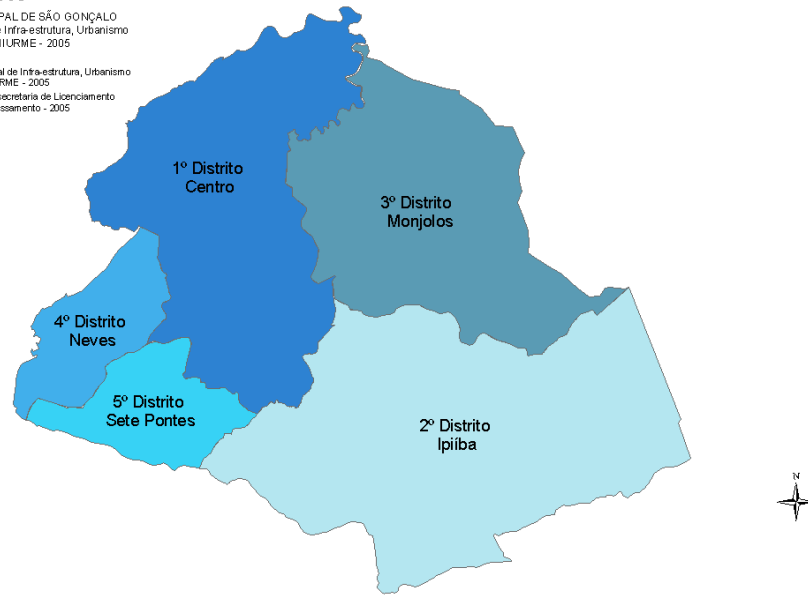 PAL DE SÃO GONÇALO
e Infra-estrutura, Urbanismo
IURME - 2005
al de Infra-estrutura, Urbanismo
RME - 2005
secretaria de Licenciamento
ssamento - 2005
1º Distrito
Centro
3º Distrito
Monjolos
4º Distrito
Neves
5º Distrito
Sete Pontes
2º Distrito
Ipiíba
N